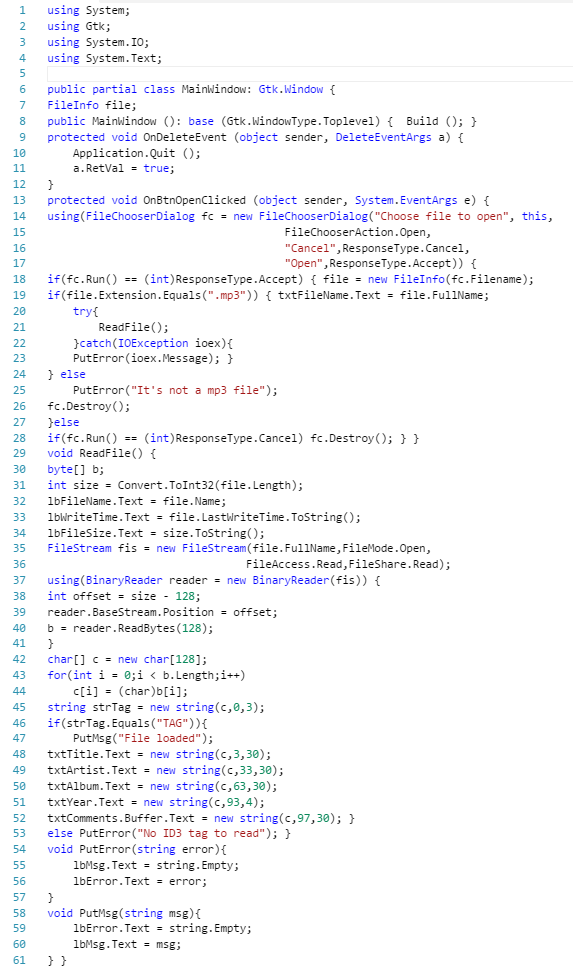 1 using System;
2 using Gtk;
3 using System.IO;
4 using System.Text;
5
6 public partial class MainWindow: Gtk.Window {
7 FileInfo file;
8 public MainWindow (): base (Gtk.WindowType.Toplevel) {  Build (); }
9 protected void OnDeleteEvent (object sender, DeleteEventArgs a) {
10     Application.Quit ();
11     a.RetVal = true;
12 }
13 protected void OnBtnOpenClicked (object sender, System.EventArgs e) {
14 using(FileChooserDialog fc = new FileChooserDialog("Choose file to open", this,
15                                      FileChooserAction.Open,
16                                      "Cancel",ResponseType.Cancel,
17                                      "Open",ResponseType.Accept)) {
18 if(fc.Run() == (int)ResponseType.Accept) { file = new FileInfo(fc.Filename);
19 if(file.Extension.Equals(".mp3")) { txtFileName.Text = file.FullName;
20     try{
21         ReadFile();
22     }catch(IOException ioex){
23     PutError(ioex.Message); }
24 } else
25     PutError("It's not a mp3 file");
26 fc.Destroy();
27 }else
28 if(fc.Run() == (int)ResponseType.Cancel) fc.Destroy(); } }
29 void ReadFile() {
30 byte[] b;
31 int size = Convert.ToInt32(file.Length);
32 lbFileName.Text = file.Name;
33 lbWriteTime.Text = file.LastWriteTime.ToString();
34 lbFileSize.Text = size.ToString();
35 FileStream fis = new FileStream(file.FullName,FileMode.Open,
36                                FileAccess.Read,FileShare.Read);
37 using(BinaryReader reader = new BinaryReader(fis)) {
38 int offset = size - 128;
39 reader.BaseStream.Position = offset;
40 b = reader.ReadBytes(128);
41 }
42 char[] c = new char[128];
43 for(int i = 0;i < b.Length;i++)
44     c[i] = (char)b[i];
45 string strTag = new string(c,0,3);
46 if(strTag.Equals("TAG")){
47     PutMsg("File loaded");
48 txtTitle.Text = new string(c,3,30);
49 txtArtist.Text = new string(c,33,30);
50 txtAlbum.Text = new string(c,63,30);
51 txtYear.Text = new string(c,93,4);
52 txtComments.Buffer.Text = new string(c,97,30); }
53 else PutError("No ID3 tag to read"); }
54 void PutError(string error){
55     lbMsg.Text = string.Empty;
56     lbError.Text = error;
57 }
58 void PutMsg(string msg){
59     lbError.Text = string.Empty;
60     lbMsg.Text = msg;
61 } }